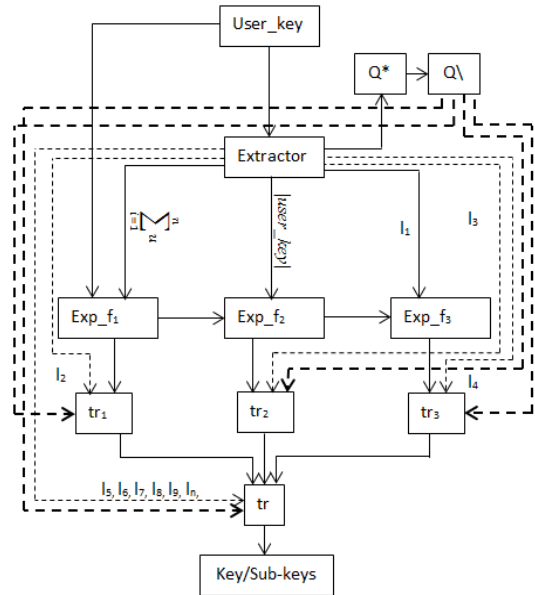 User_key
Q* Q\
Extractor
n
∑ u
i=1
|user_key|
I₁
I₃
Exp_f₁ Exp_f₂ Exp_f₃
I₂
I₄
tr₁ tr₂ tr₃
I₅, I₆, I₇, I₈, I₉, Iₙ,
tr
Key/Sub-keys